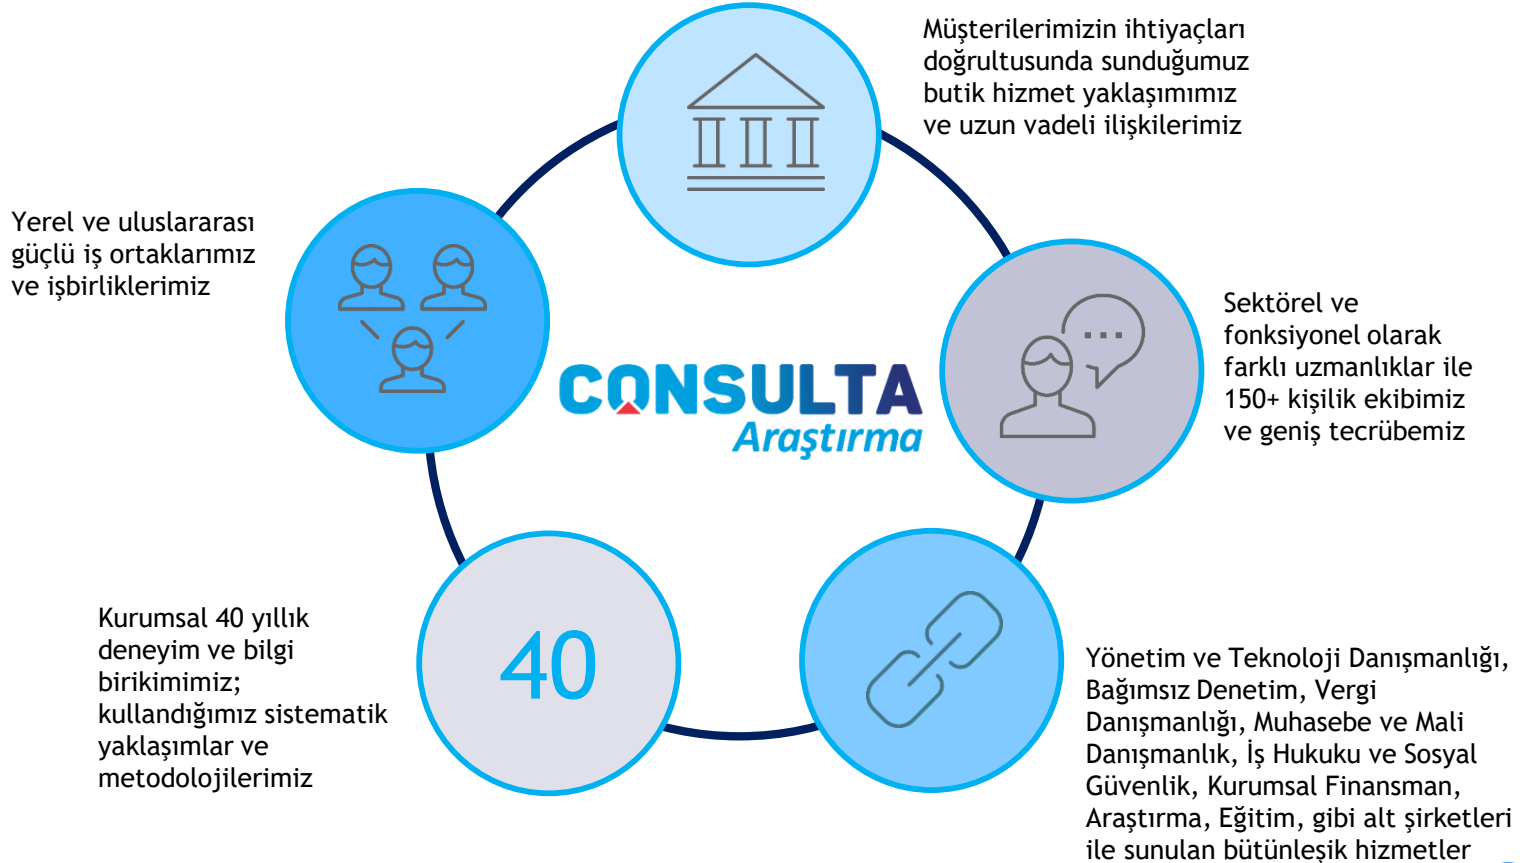 Müşterilerimizin ihtiyaçları
doğrultusunda sunduğumuz
butik hizmet yaklaşımımız
ve uzun vadeli ilişkilerimiz
Yerel ve uluslararası
güçlü iş ortaklarımız
ve işbirliklerimiz
Sektörel ve
fonksiyonel olarak
farklı uzmanlıklar ile
150+ kişilik ekibimiz
ve geniş tecrübemiz
CONSULTA
Araştırma
Kurumsal 40 yıllık
deneyim ve bilgi
birikimimiz;
kullandığımız sistematik
yaklaşımlar ve
metodolojilerimiz
40
Yönetim ve Teknoloji Danışmanlığı,
Bağımsız Denetim, Vergi
Danışmanlığı, Muhasebe ve Mali
Danışmanlık, İş Hukuku ve Sosyal
Güvenlik, Kurumsal Finansman,
Araştırma, Eğitim, gibi alt şirketleri
ile sunulan bütünleşik hizmetler